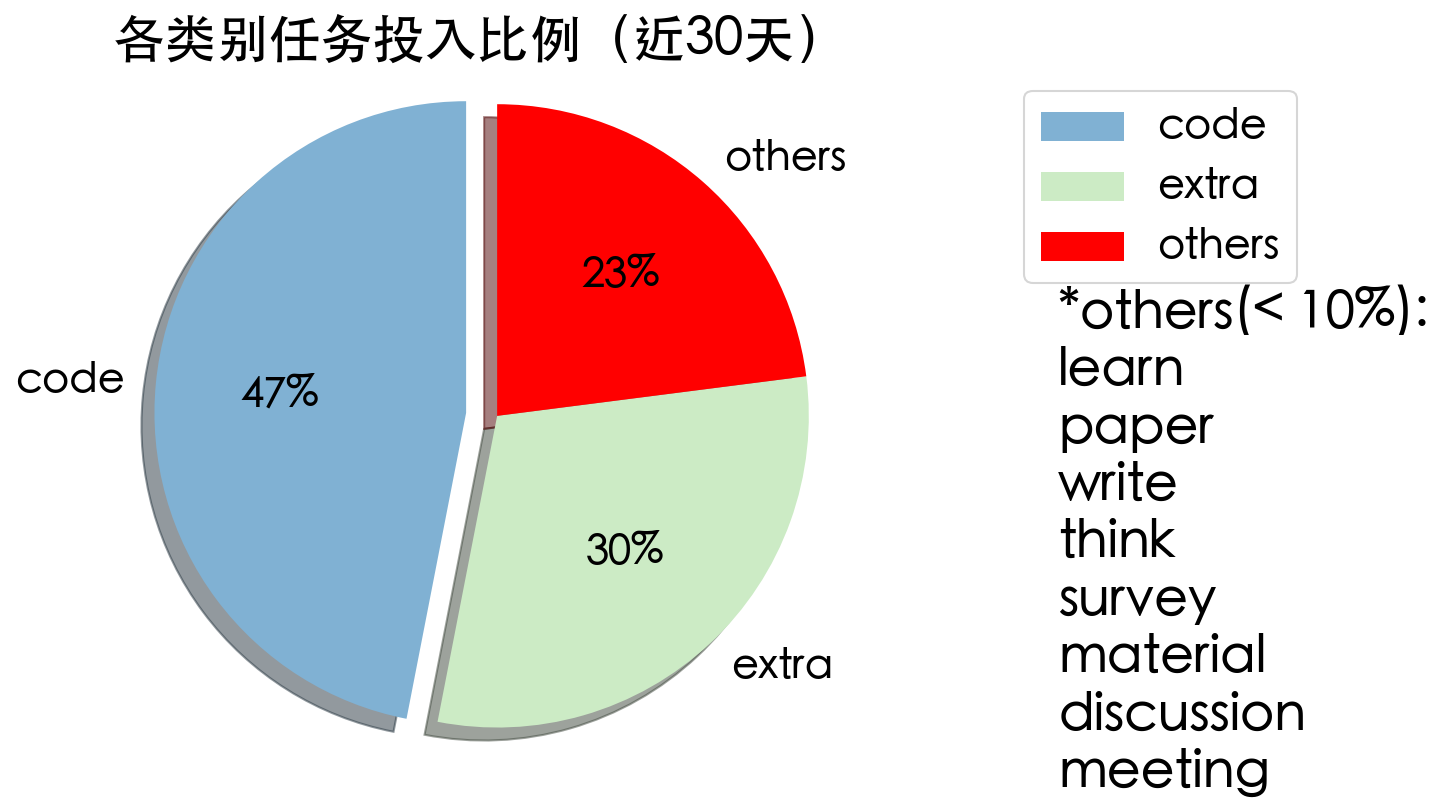 各类别任务投入比例（近30天）
others
23%
code
47%
30%
extra
code
extra
others
*others(< 10%):
learn
paper
write
think
survey
material
discussion
meeting